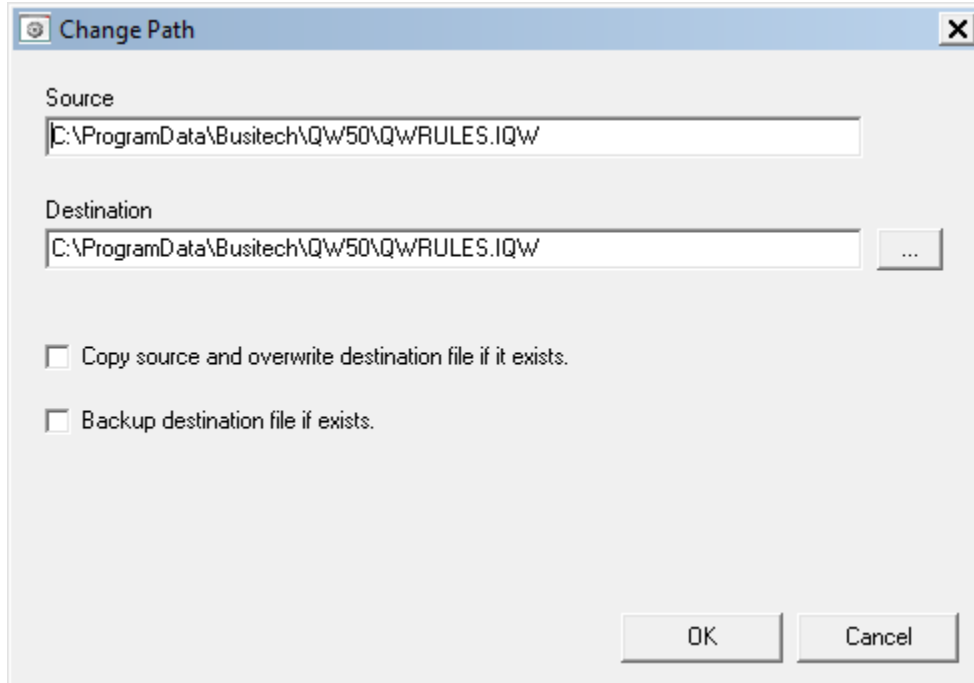 Change Path
Source
C:\ProgramData\Busitech\QW50\QWRULES.IQW
Destination
C:\ProgramData\Busitech\QW50\QWRULES.IQW
...
Copy source and overwrite destination file if it exists.
Backup destination file if exists.
OK Cancel